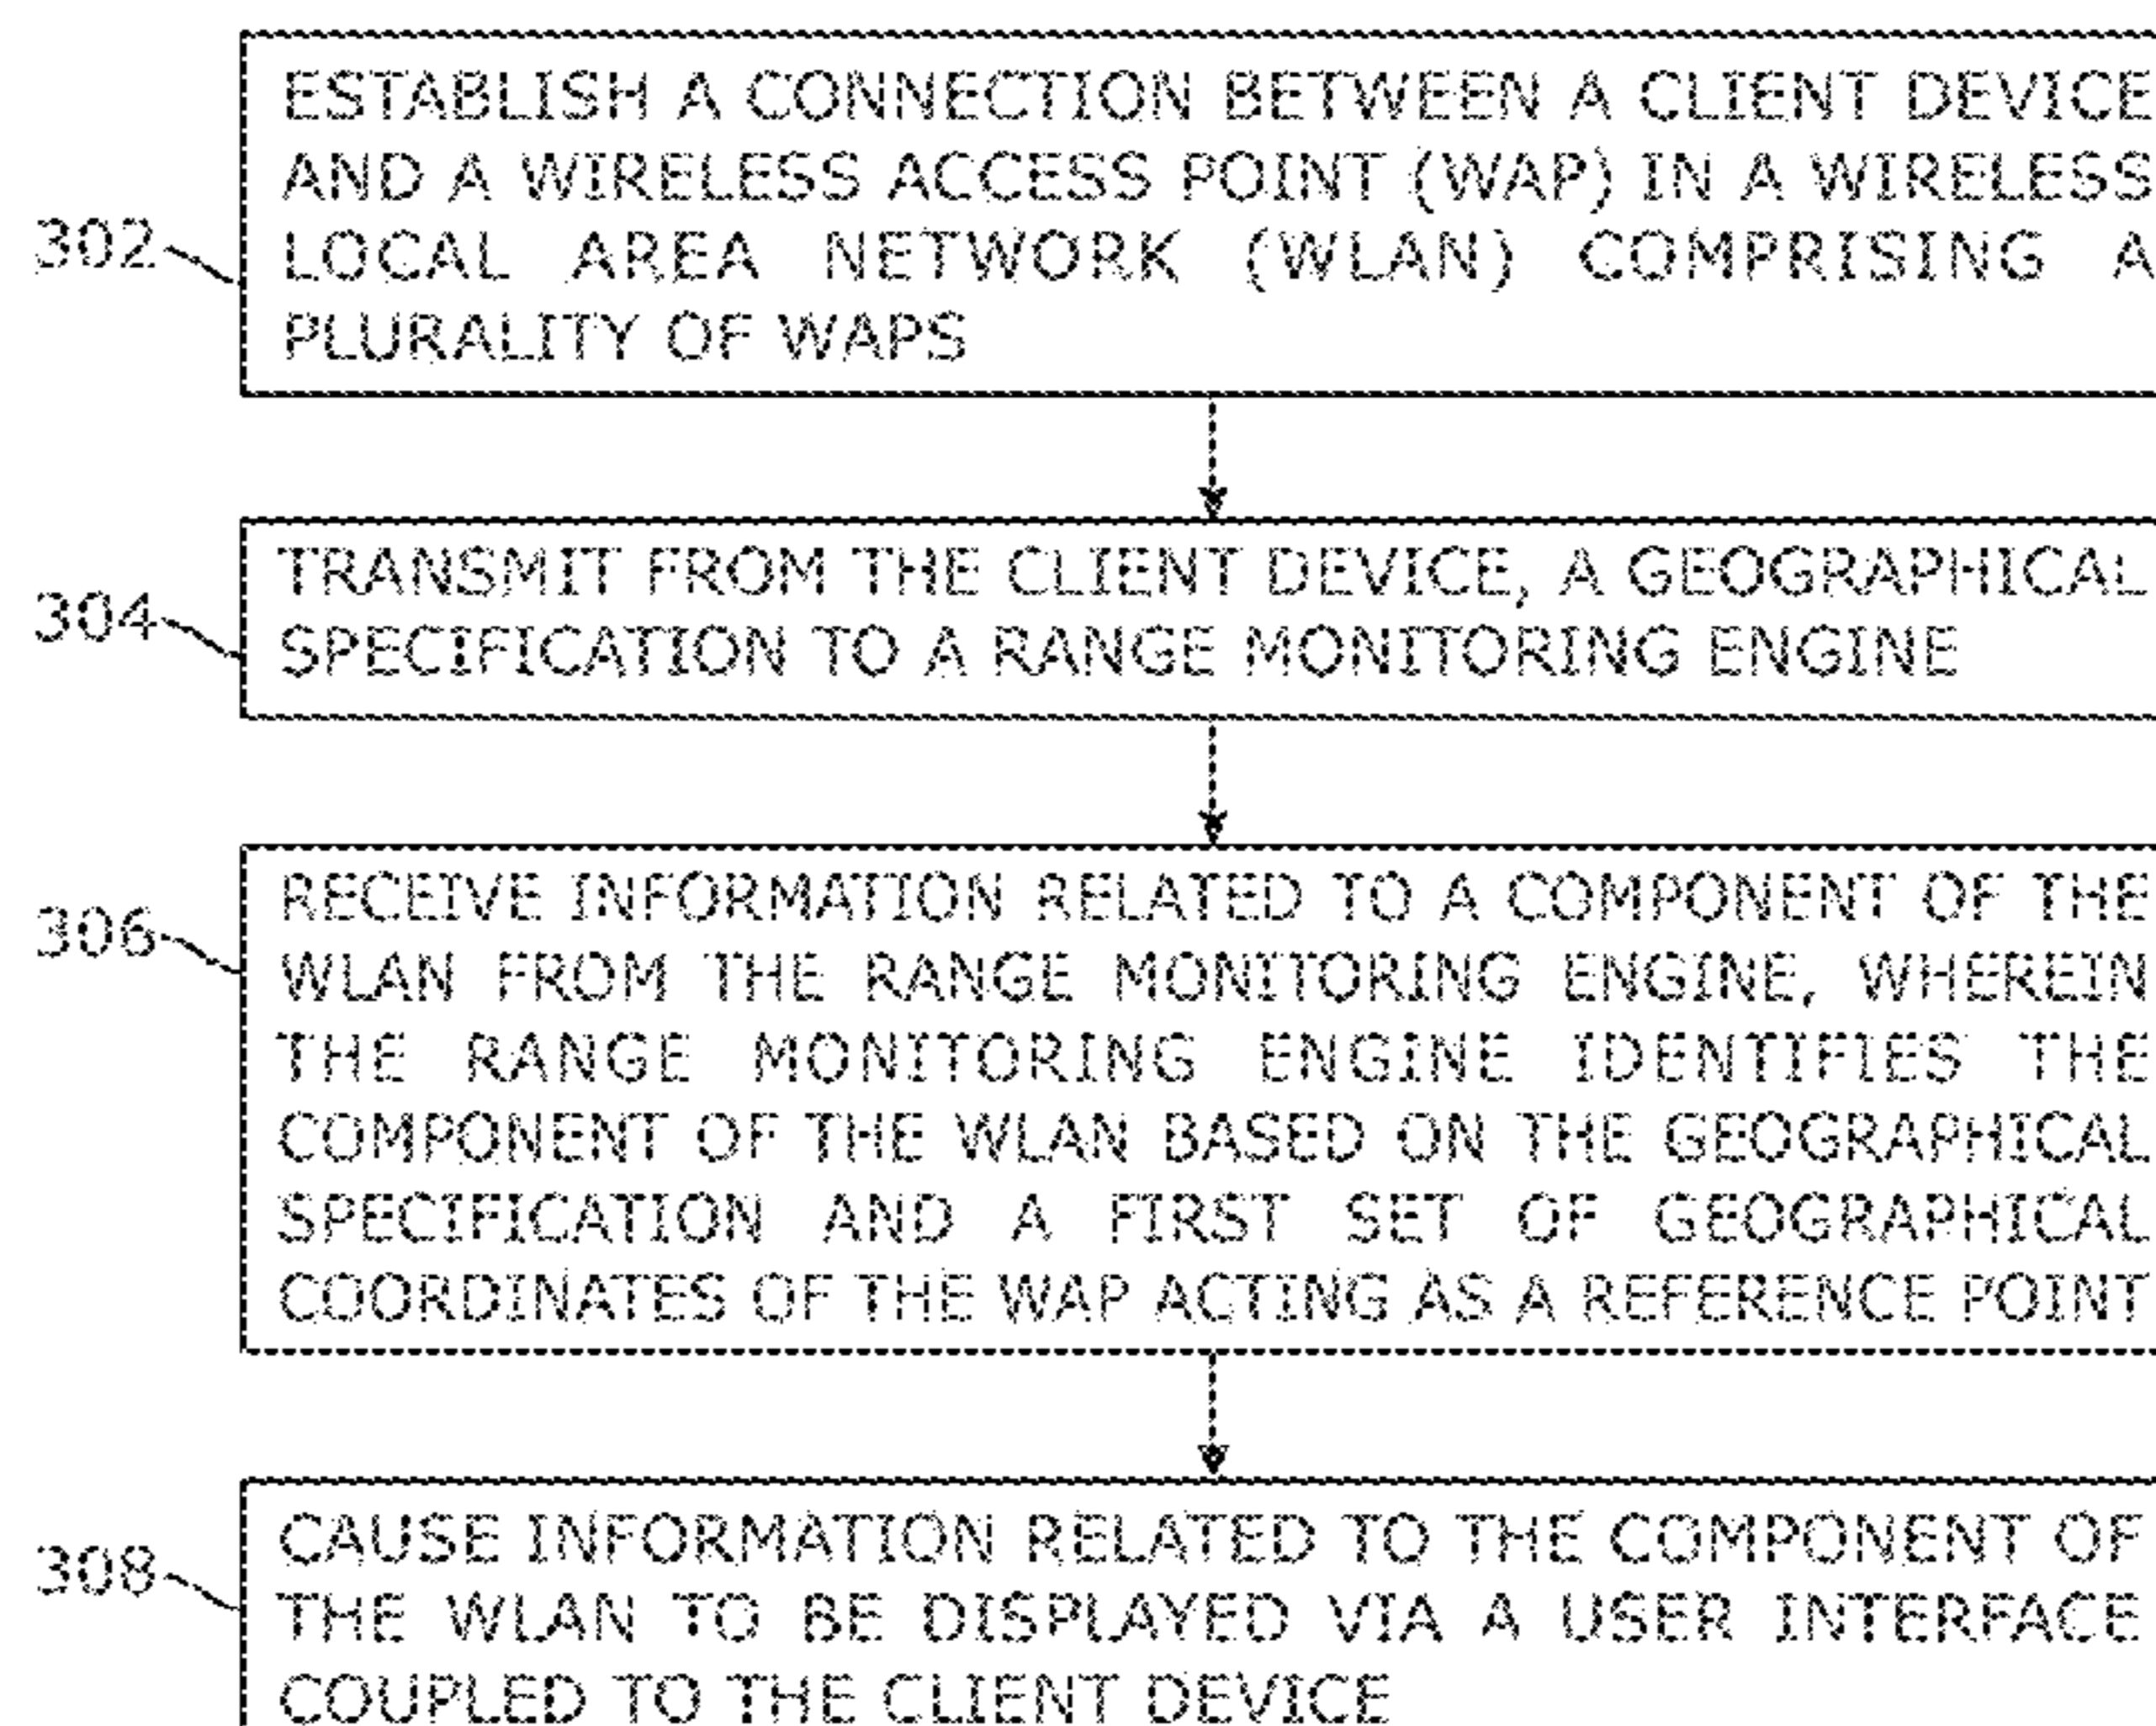 ESTABLISH A CONNECTION BETWEEN A CLIENT DEVICE
AND A WIRELESS ACCESS POINT (WAP) IN A WIRELESS
302
LOCAL AREA NETWORK (WLAN) COMPRISING A
PLURALITY OF WAPS
TRANSMIT FROM THE CLIENT DEVICE, A GEOGRAPHICAL
304
SPECIFICATION TO A RANGE MONITORING ENGINE
RECEIVE INFORMATION RELATED TO A COMPONENT OF THE
306
WLAN FROM THE RANGE MONITORING ENGINE, WHEREIN
THE RANGE MONITORING ENGINE IDENTIFIES THE
COMPONENT OF THE WLAN BASED ON THE GEOGRAPHICAL
SPECIFICATION AND A FIRST SET OF GEOGRAPHICAL
COORDINATES OF THE WAP ACTING AS A REFERENCE POINT
CAUSE INFORMATION RELATED TO THE COMPONENT OF
308
THE WLAN TO BE DISPLAYED VIA A USER INTERFACE
COUPLED TO THE CLIENT DEVICE